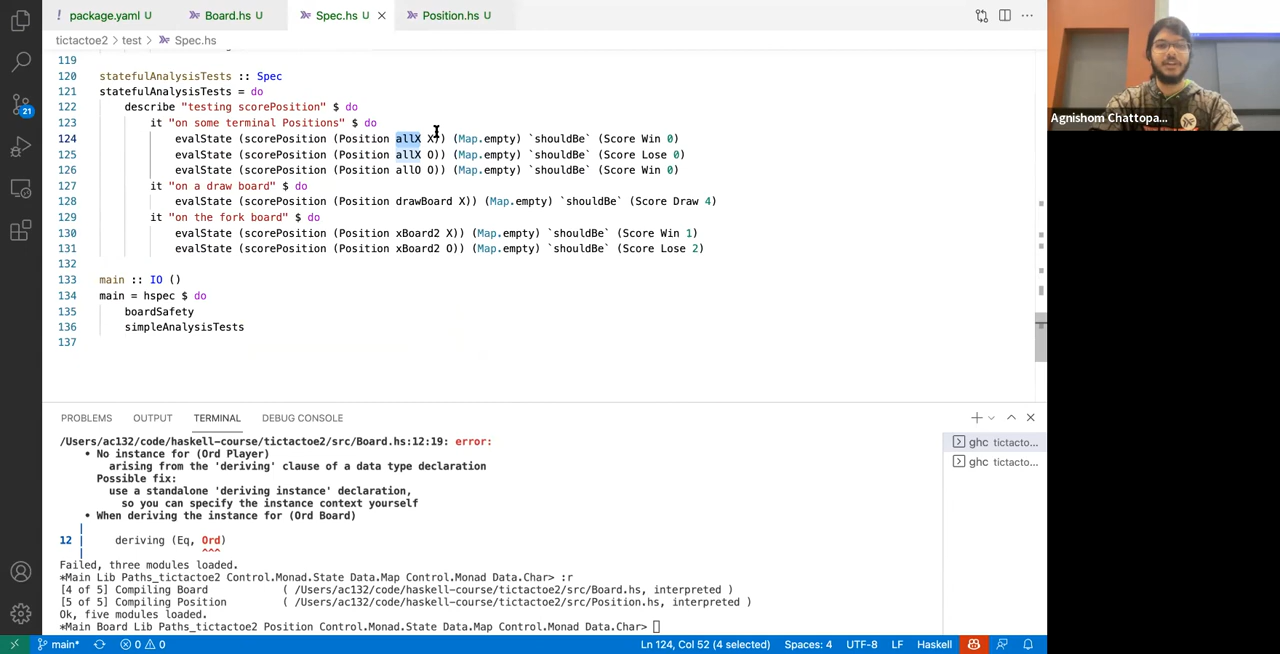 ! package.yaml U
Board.hs U
Spec.hs U
Position.hs U
tictactoe2 > test > Spec.hs
119
120 statefulAnalysisTests :: Spec
121 statefulAnalysisTests = do
122 describe "testing scorePosition" $ do
123 it "on some terminal Positions" $ do
124 evalState (scorePosition (Position allX X)) (Map.empty) `shouldBe` (Score Win 0)
125 evalState (scorePosition (Position allX O)) (Map.empty) `shouldBe` (Score Lose 0)
126 evalState (scorePosition (Position allO O)) (Map.empty) `shouldBe` (Score Win 0)
127 it "on a draw board" $ do
128 evalState (scorePosition (Position drawBoard X)) (Map.empty) `shouldBe` (Score Draw 4)
129 it "on the fork board" $ do
130 evalState (scorePosition (Position xBoard2 X)) (Map.empty) `shouldBe` (Score Win 1)
131 evalState (scorePosition (Position xBoard2 O)) (Map.empty) `shouldBe` (Score Lose 2)
132
133 main :: IO ()
134 main = hspec $ do
135 boardSafety
136 simpleAnalysisTests
137
Agnishom Chattopa...
21
PROBLEMS OUTPUT TERMINAL DEBUG CONSOLE
/Users/ac132/code/haskell-course/tictactoe2/src/Board.hs:12:19: error:
• No instance for (Ord Player)
arising from the 'deriving' clause of a data type declaration
Possible fix:
use a standalone 'deriving instance' declaration,
so you can specify the instance context yourself
• When deriving the instance for (Ord Board)
|
12 | deriving (Eq, Ord)
| ^^^
Failed, three modules loaded.
*Main Lib Paths_tictactoe2 Control.Monad.State Data.Map Control.Monad Data.Char> :r
[4 of 5] Compiling Board ( /Users/ac132/code/haskell-course/tictactoe2/src/Board.hs, interpreted )
[5 of 5] Compiling Position ( /Users/ac132/code/haskell-course/tictactoe2/src/Position.hs, interpreted )
Ok, five modules loaded.
*Main Board Lib Paths_tictactoe2 Position Control.Monad.State Data.Map Control.Monad Data.Char>
ghc tictacto...
ghc tictacto...
main* 0 0 Ln 124, Col 52 (4 selected) Spaces: 4 UTF-8 LF Haskell